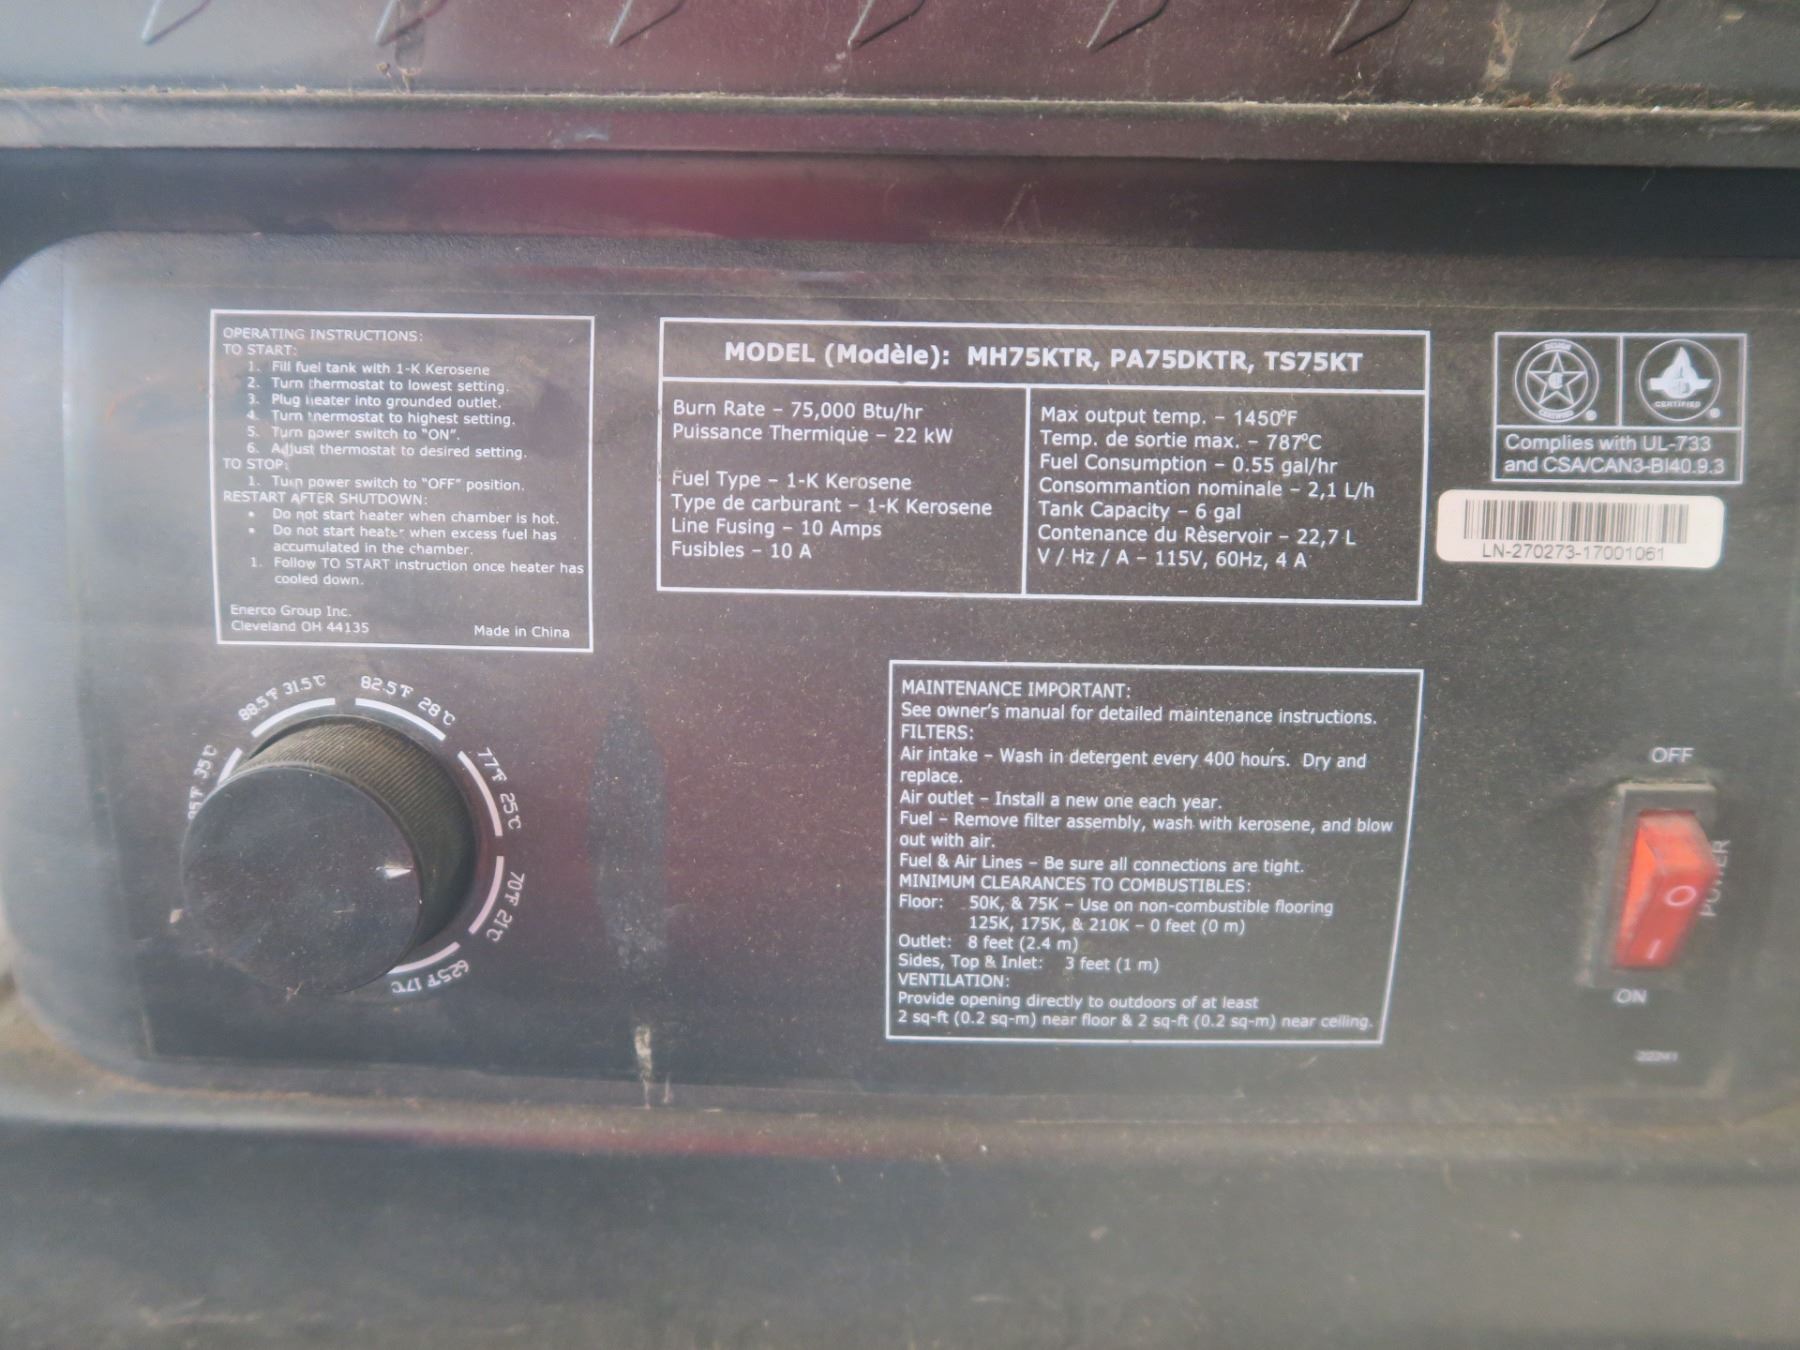 OPERATING INSTRUCTIONS:
TO START:
1. Fill fuel tank with 1-K Kerosene
2. Turn thermostat to lowest setting.
3. Plug heater into grounded outlet.
4. Turn thermostat to highest setting.
5. Turn power switch to "ON".
6. Adjust thermostat to desired setting.
TO STOP:
1. Turn power switch to "OFF" position.
RESTART AFTER SHUTDOWN:
• Do not start heater when chamber is hot.
• Do not start heater when excess fuel has
accumulated in the chamber.
1. Follow TO START instruction once heater has
cooled down.
Enerco Group Inc.
Cleveland OH 44135 Made in China
MODEL (Modèle): MH75KTR, PA75DKTR, TS75KT
Burn Rate – 75,000 Btu/hr
Puissance Thermique – 22 kW
Fuel Type – 1-K Kerosene
Type de carburant – 1-K Kerosene
Line Fusing – 10 Amps
Fusibles – 10 A
Max output temp. – 1450°F
Temp. de sortie max. – 787°C
Fuel Consumption – 0.55 gal/hr
Consommantion nominale – 2,1 L/h
Tank Capacity – 6 gal
Contenance du Rèservoir – 22,7 L
V / Hz / A – 115V, 60Hz, 4 A
DESIGN
CERTIFIED ®
CERTIFIED ®
Complies with UL-733
and CSA/CAN3-BI40.9.3
LN-270273-17001061
35°C
88.5°F 31.5°C
82.5°F 28°C
77°F 25°C
70°F 21°C
62.5°F 17°C
MAINTENANCE IMPORTANT:
See owner's manual for detailed maintenance instructions.
FILTERS:
Air intake – Wash in detergent every 400 hours. Dry and
replace.
Air outlet – Install a new one each year.
Fuel – Remove filter assembly, wash with kerosene, and blow
out with air.
Fuel & Air Lines – Be sure all connections are tight.
MINIMUM CLEARANCES TO COMBUSTIBLES:
Floor: 50K, & 75K – Use on non-combustible flooring
125K, 175K, & 210K – 0 feet (0 m)
Outlet: 8 feet (2.4 m)
Sides, Top & Inlet: 3 feet (1 m)
VENTILATION:
Provide opening directly to outdoors of at least
2 sq-ft (0.2 sq-m) near floor & 2 sq-ft (0.2 sq-m) near ceiling.
OFF
POWER
ON